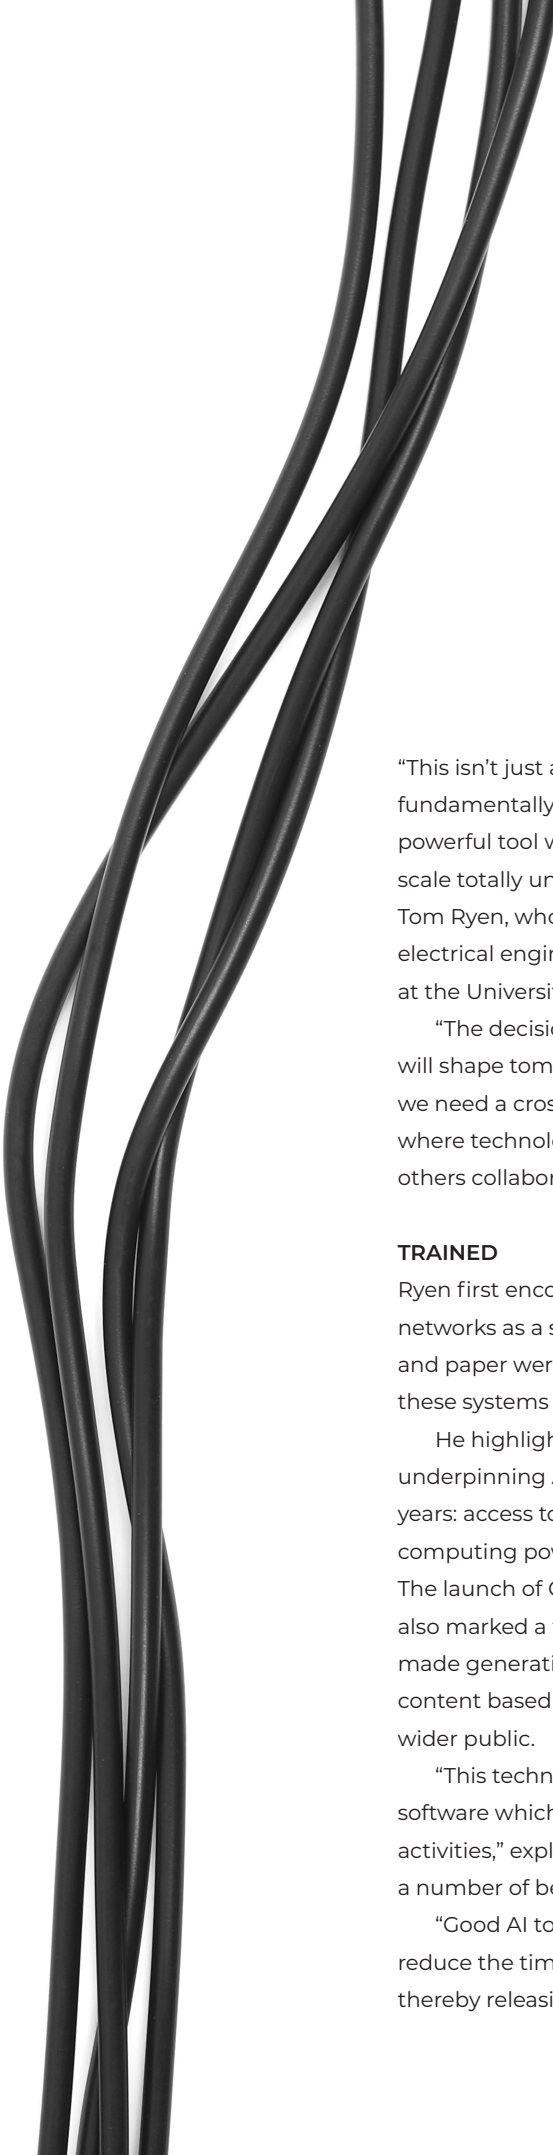 “This isn’t just a
fundamentally
powerful tool w
scale totally un
Tom Ryen, who
electrical engin
at the Universit
“The decisio
will shape tom
we need a cros
where technolo
others collabor
TRAINED
Ryen first enco
networks as a s
and paper wer
these systems
He highligh
underpinning A
years: access to
computing pow
The launch of C
also marked a t
made generati
content based
wider public.
“This techn
software which
activities,” expl
a number of be
“Good AI to
reduce the tim
thereby releasi